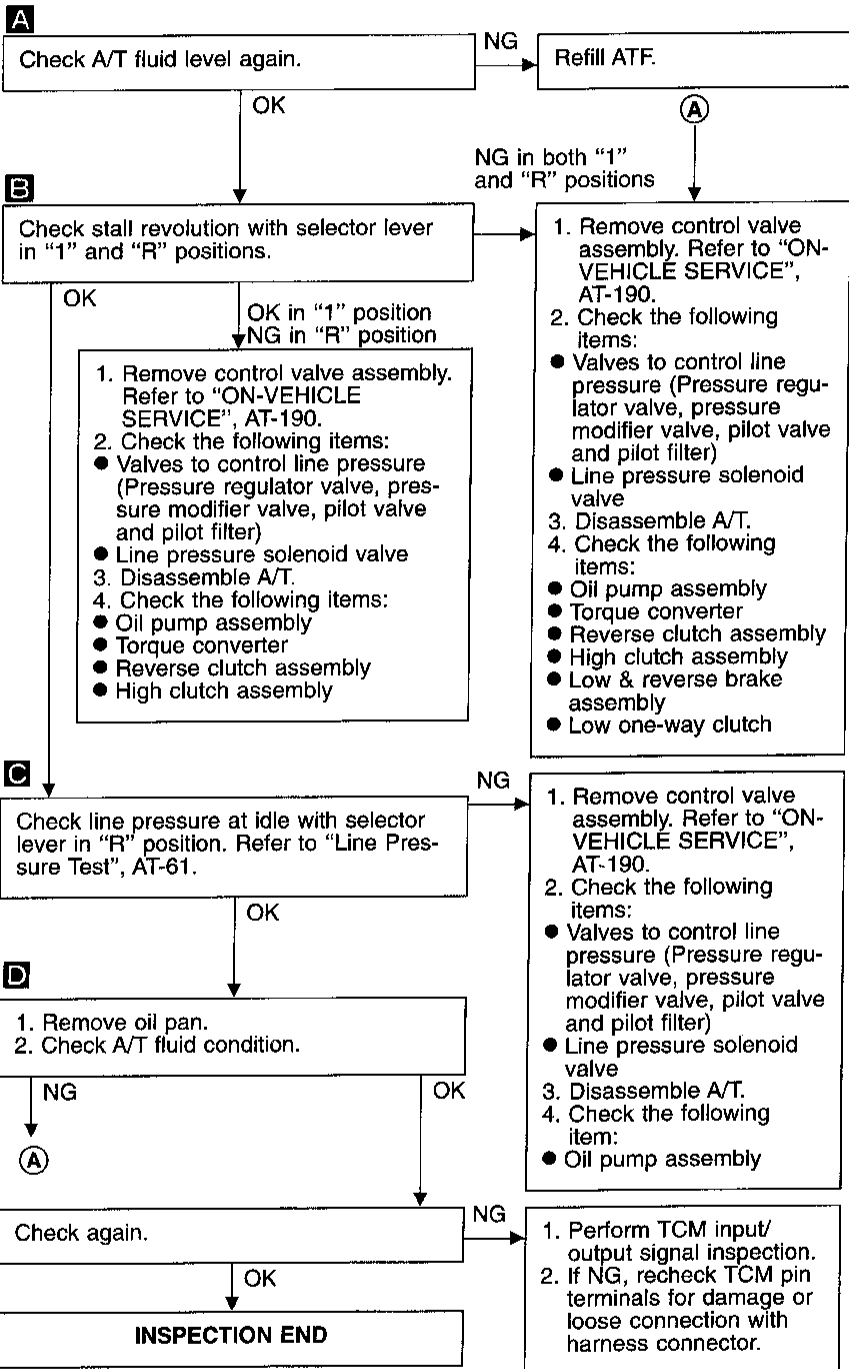 A
Check A/T fluid level again.
NG
Refill ATF.
OK
A
B
NG in both “1”
and “R” positions
Check stall revolution with selector lever
in “1” and “R” positions.
OK
OK in “1” position
NG in “R” position
1. Remove control valve
assembly. Refer to “ON-
VEHICLE SERVICE”,
AT-190.
2. Check the following
items:
● Valves to control line
pressure (Pressure regu-
lator valve, pressure
modifier valve, pilot valve
and pilot filter)
● Line pressure solenoid
valve
3. Disassemble A/T.
4. Check the following
items:
● Oil pump assembly
● Torque converter
● Reverse clutch assembly
● High clutch assembly
● Low & reverse brake
assembly
● Low one-way clutch
1. Remove control valve assembly.
Refer to “ON-VEHICLE
SERVICE”, AT-190.
2. Check the following items:
● Valves to control line pressure
(Pressure regulator valve, pres-
sure modifier valve, pilot valve
and pilot filter)
● Line pressure solenoid valve
3. Disassemble A/T.
4. Check the following items:
● Oil pump assembly
● Torque converter
● Reverse clutch assembly
● High clutch assembly
C
Check line pressure at idle with selector
lever in “R” position. Refer to “Line Pres-
sure Test”, AT-61.
NG
1. Remove control valve
assembly. Refer to “ON-
VEHICLE SERVICE”,
AT-190.
2. Check the following
items:
● Valves to control line
pressure (Pressure regu-
lator valve, pressure
modifier valve, pilot valve
and pilot filter)
● Line pressure solenoid
valve
3. Disassemble A/T.
4. Check the following
item:
● Oil pump assembly
OK
D
1. Remove oil pan.
2. Check A/T fluid condition.
NG
OK
A
Check again.
NG
1. Perform TCM input/
output signal inspection.
2. If NG, recheck TCM pin
terminals for damage or
loose connection with
harness connector.
OK
INSPECTION END